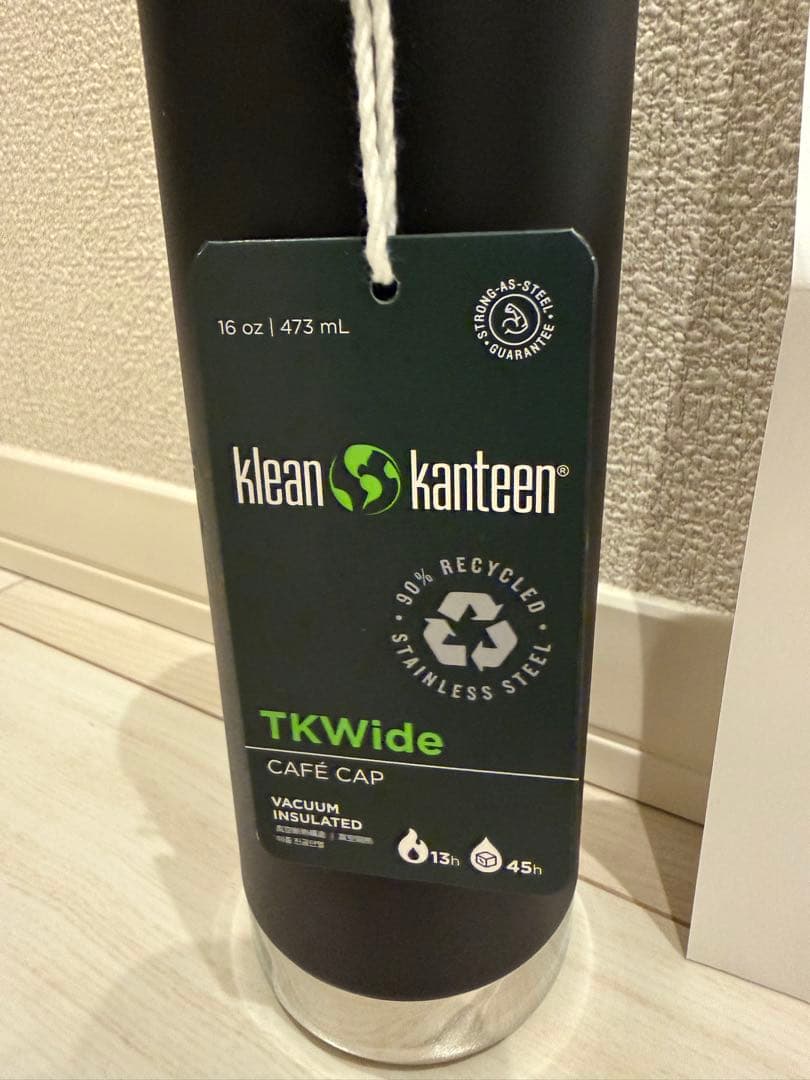 16 oz | 473 mL
STRONG-AS-STEEL • GUARANTEE •
klean kanteen®
• 90% RECYCLED • STAINLESS STEEL
TKWide
CAFÉ CAP
VACUUM
INSULATED
13h
45h